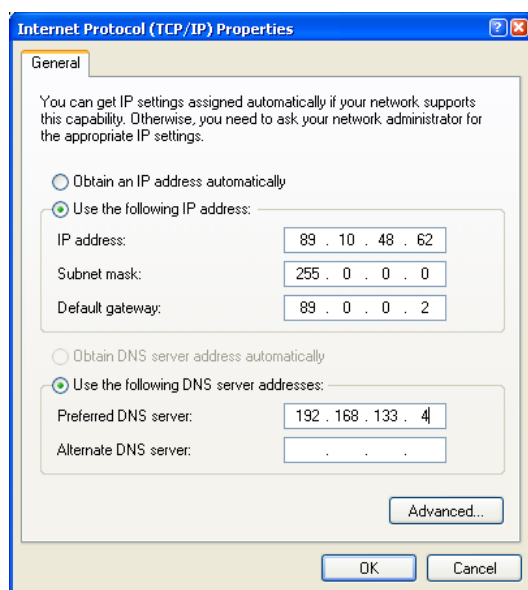 Internet Protocol (TCP/IP) Properties
General
You can get IP settings assigned automatically if your network supports
this capability. Otherwise, you need to ask your network administrator for
the appropriate IP settings.
Obtain an IP address automatically
Use the following IP address:
IP address: 89 . 10 . 48 . 62
Subnet mask: 255 . 0 . 0 . 0
Default gateway: 89 . 0 . 0 . 2
Obtain DNS server address automatically
Use the following DNS server addresses:
Preferred DNS server: 192 . 168 . 133 . 4
Alternate DNS server: . . .
Advanced...
OK Cancel